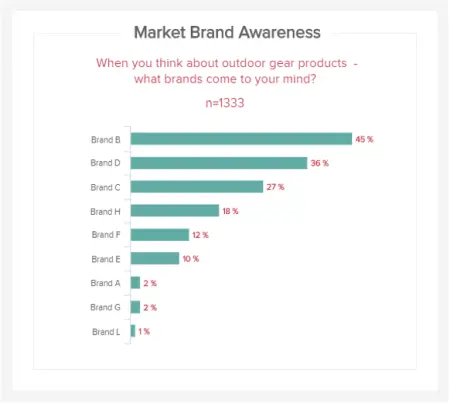 Market Brand Awareness
When you think about outdoor gear products -
what brands come to your mind?
n=1333
Brand B 45 %
Brand D 36 %
Brand C 27 %
Brand H 18 %
Brand F 12 %
Brand E 10 %
Brand A 2 %
Brand G 2 %
Brand L 1 %